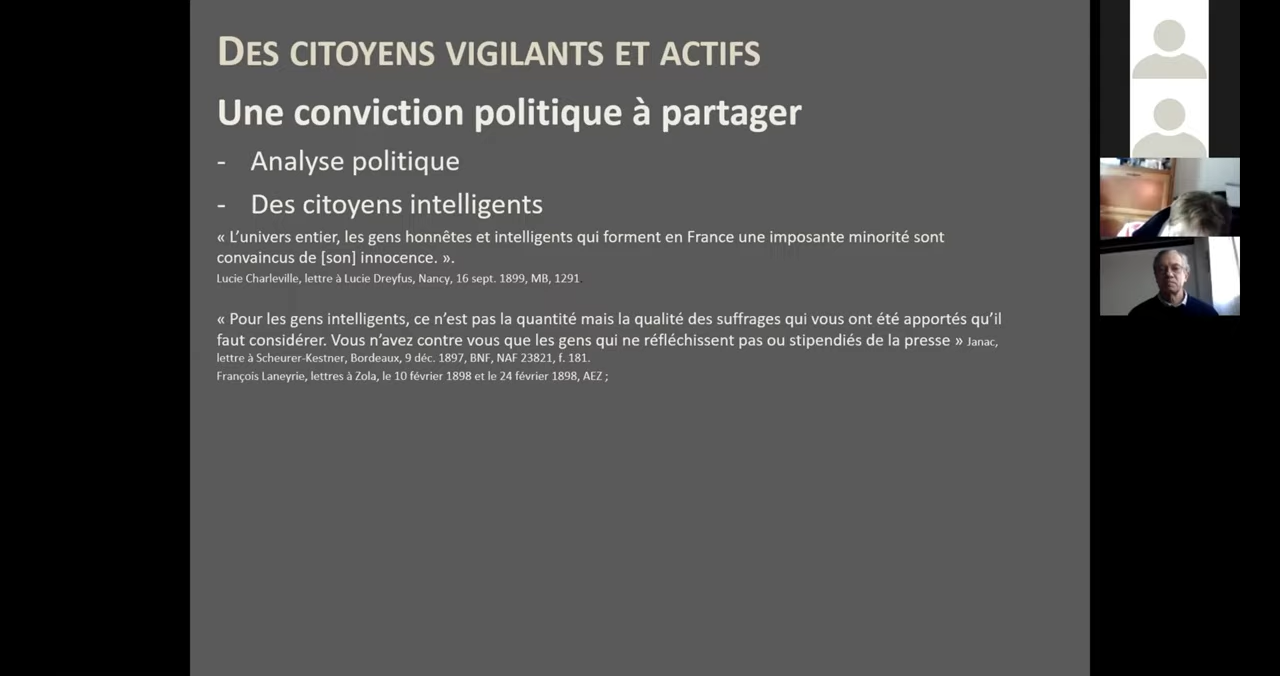 DES CITOYENS VIGILANTS ET ACTIFS
Une conviction politique à partager
- Analyse politique
- Des citoyens intelligents
« L’univers entier, les gens honnêtes et intelligents qui forment en France une imposante minorité sont
convaincus de [son] innocence. ».
Lucie Charleville, lettre à Lucie Dreyfus, Nancy, 16 sept. 1899, MB, 1291.
« Pour les gens intelligents, ce n’est pas la quantité mais la qualité des suffrages qui vous ont été apportés qu’il
faut considérer. Vous n’avez contre vous que les gens qui ne réfléchissent pas ou stipendiés de la presse » Janac,
lettre à Scheurer-Kestner, Bordeaux, 9 déc. 1897, BNF, NAF 23821, f. 181.
François Laneyrie, lettres à Zola, le 10 février 1898 et le 24 février 1898, AEZ ;